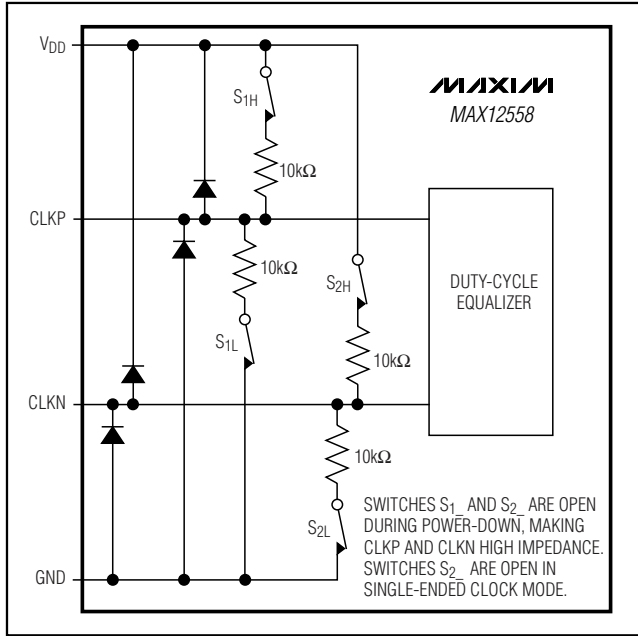 VDD
MAXIM
MAX12558
S1H
10kΩ
CLKP
10kΩ
S2H
DUTY-CYCLE
EQUALIZER
S1L
10kΩ
CLKN
10kΩ
S2L
SWITCHES S1_ AND S2_ ARE OPEN
DURING POWER-DOWN, MAKING
CLKP AND CLKN HIGH IMPEDANCE.
SWITCHES S2_ ARE OPEN IN
SINGLE-ENDED CLOCK MODE.
GND